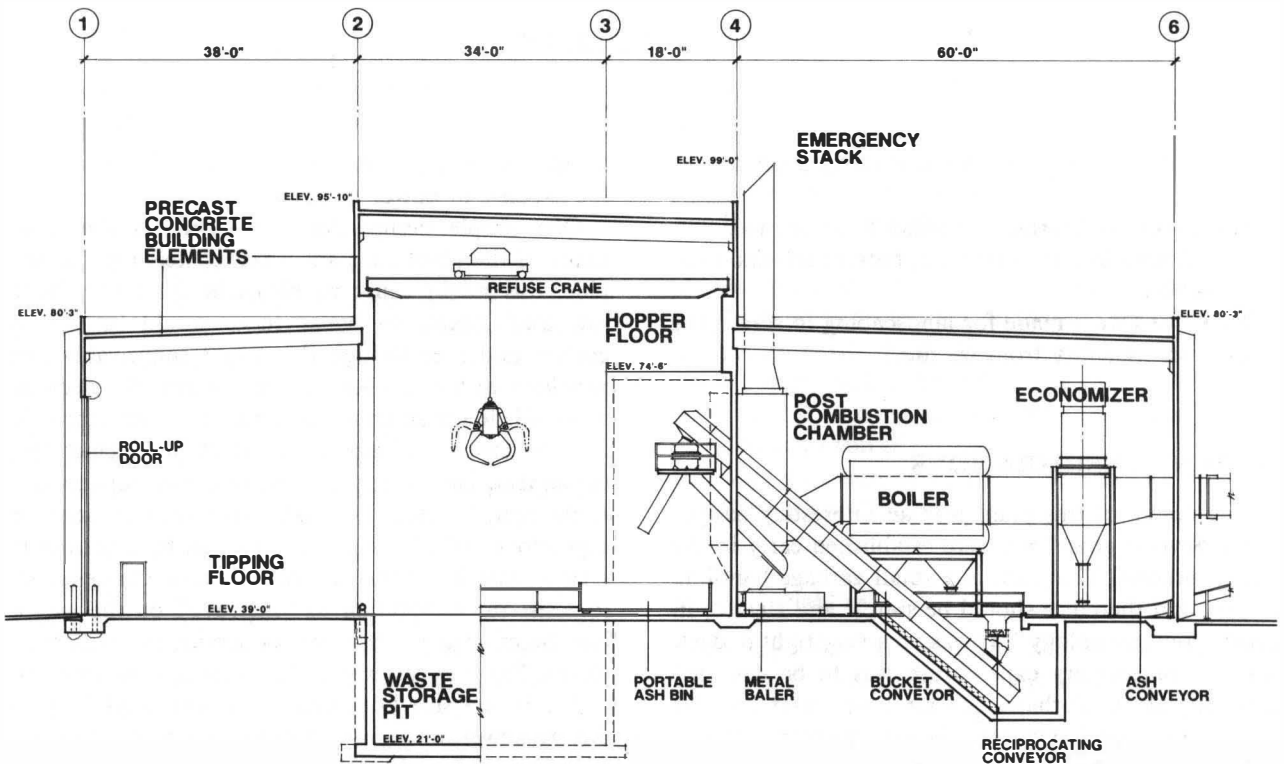 1
2
3
4
6
38'-0"
34'-0"
18'-0"
60'-0"
EMERGENCY
STACK
ELEV. 99'-0"
ELEV. 95'-10"
PRECAST
CONCRETE
BUILDING
ELEMENTS
REFUSE CRANE
ELEV. 80'-3"
HOPPER
FLOOR
ELEV. 80'-3"
ELEV. 74'-6"
POST
COMBUSTION
CHAMBER
ECONOMIZER
ROLL-UP
DOOR
BOILER
TIPPING
FLOOR
ELEV. 39'-0"
WASTE
STORAGE
PIT
PORTABLE
ASH BIN
METAL
BALER
BUCKET
CONVEYOR
ASH
CONVEYOR
ELEV. 21'-0"
RECIPROCATING
CONVEYOR